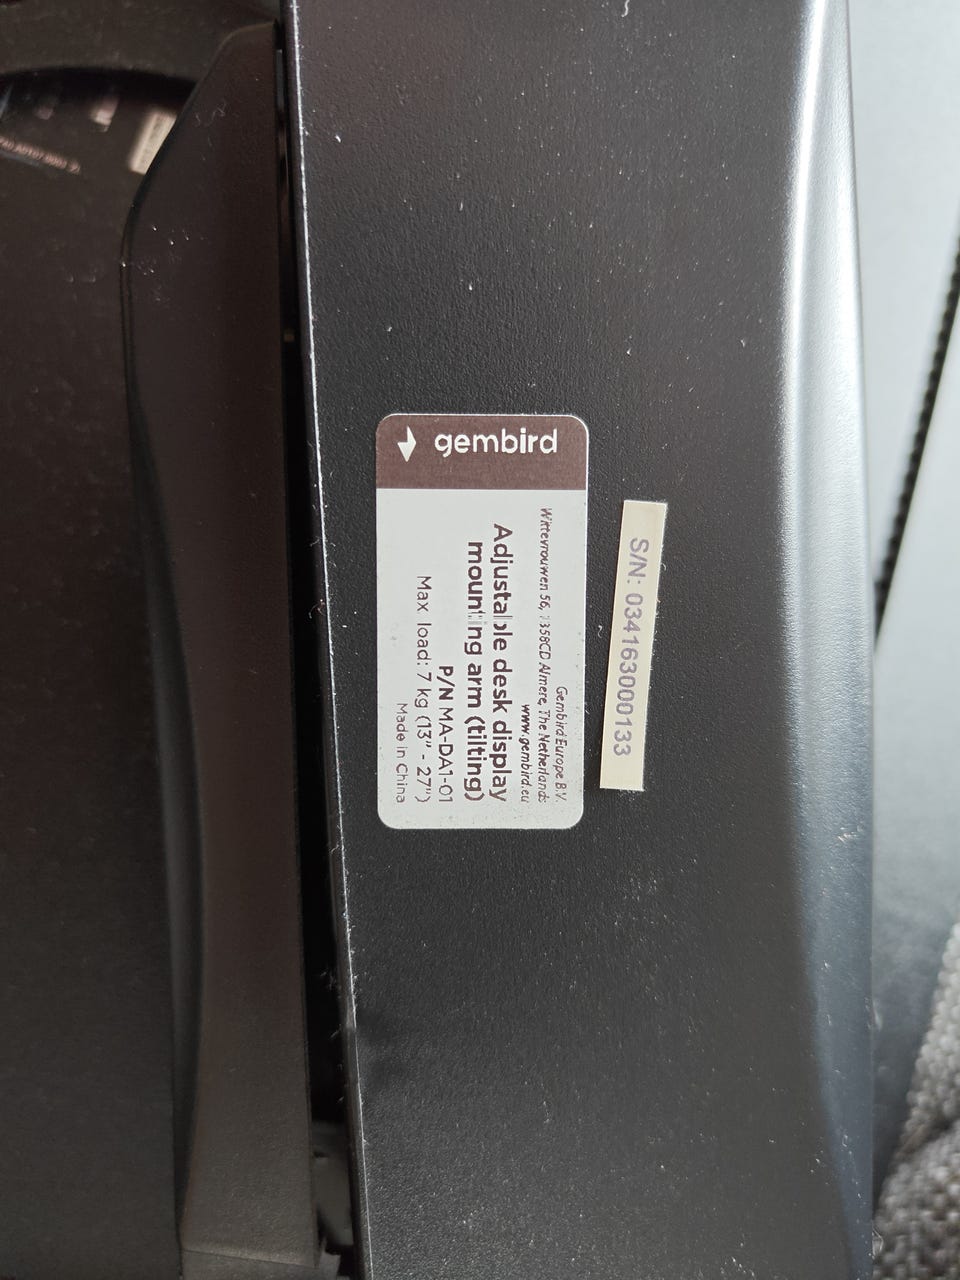 gembird
Gembird Europe B.V.
Wittevrouwen 56, 1358CD Almere, The Netherlands
www.gembird.eu
Adjustable desk display
mounting arm (tilting)
P/N MA-DA1-01
Max load: 7 kg (13" - 27")
Made in China
S/N: 034163000133